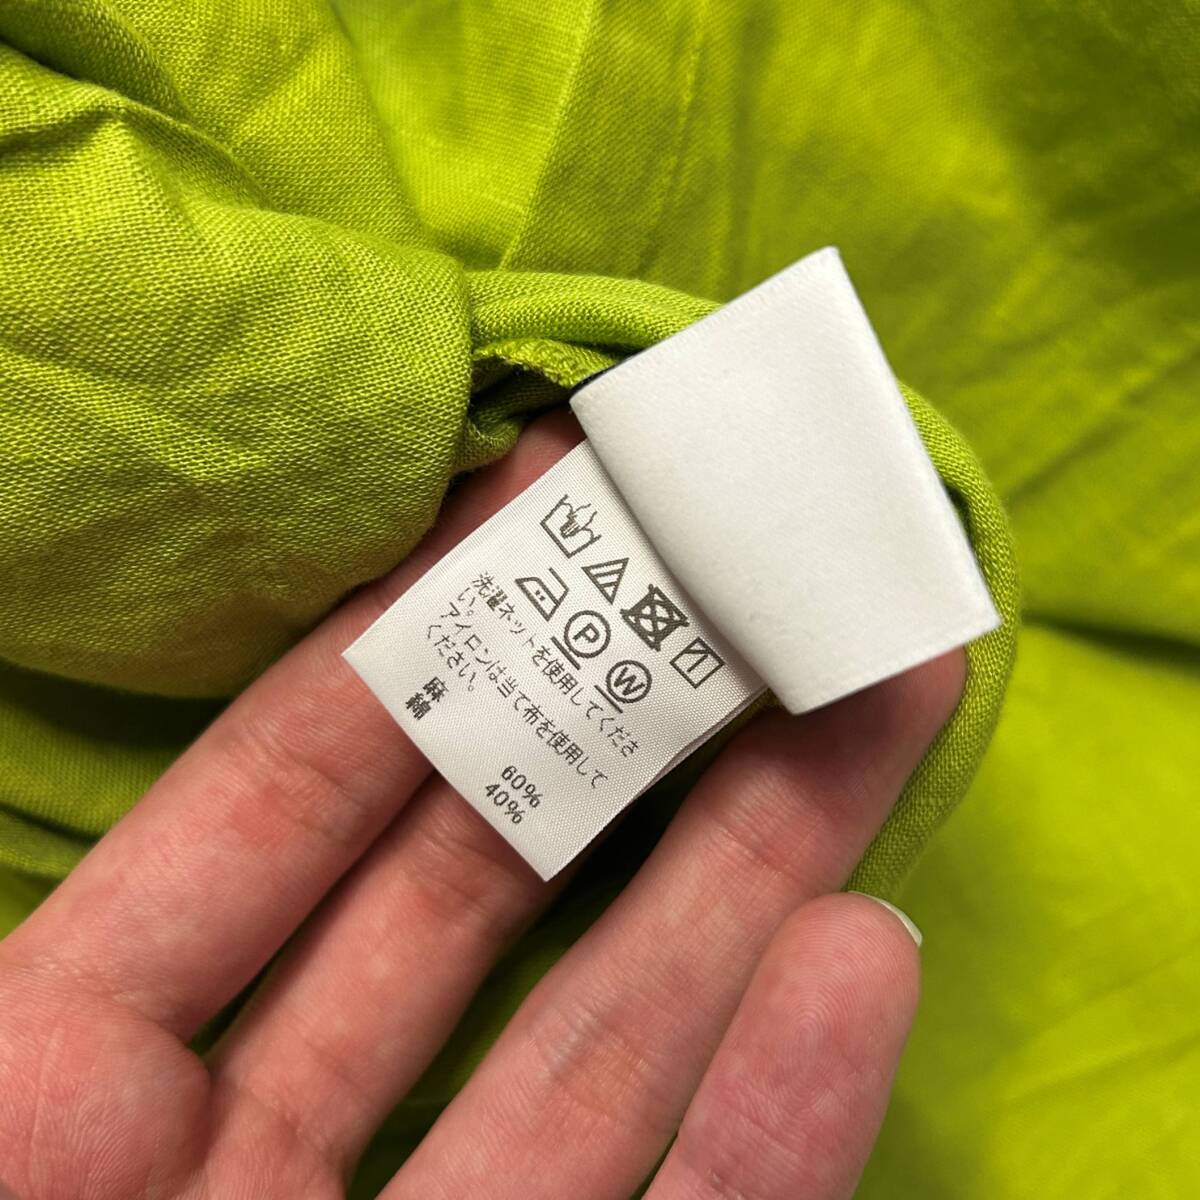 P
W
洗濯ネットを使用してくださ
い。
アイロンは当て布を使用して
ください。
麻 60%
綿 40%